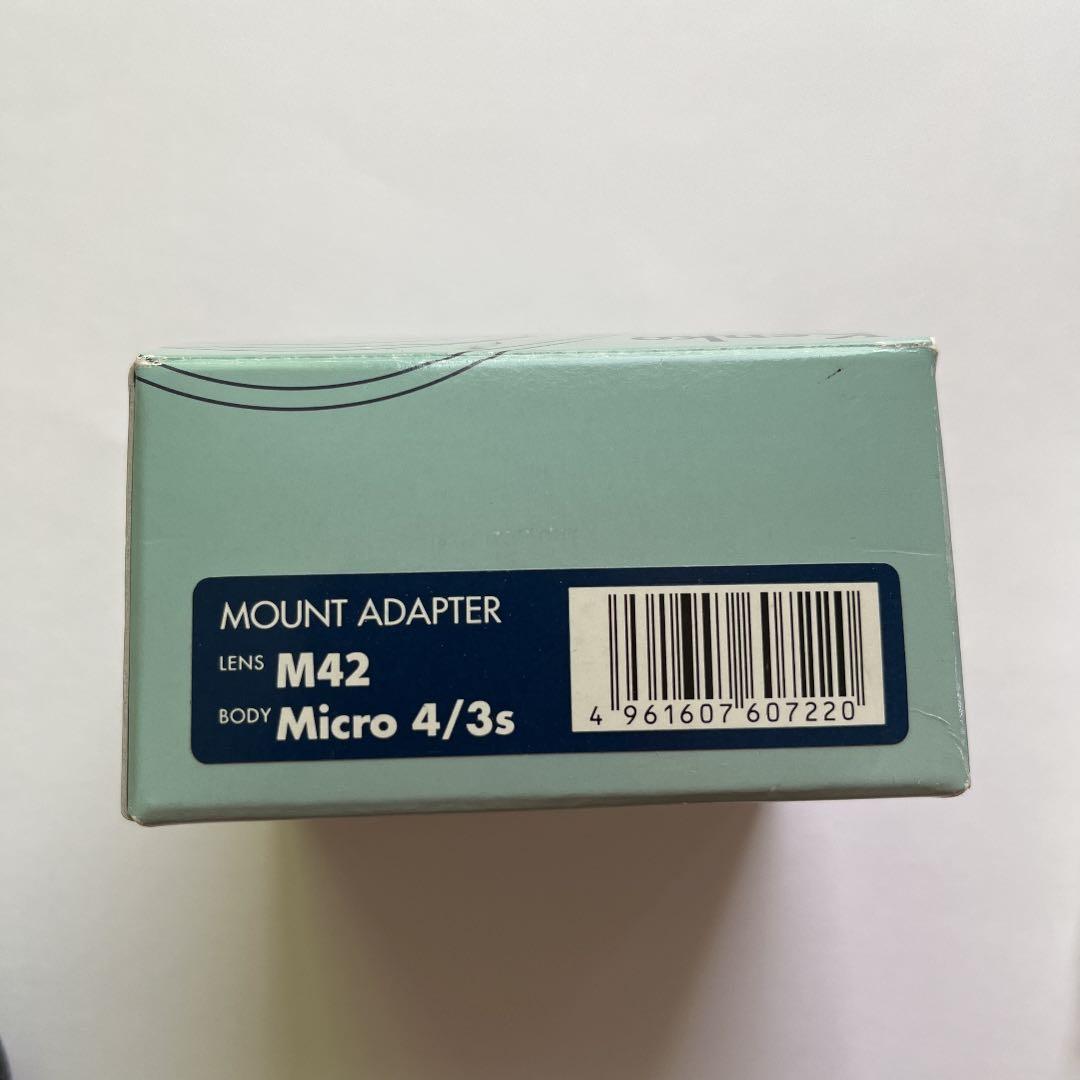 MOUNT ADAPTER
LENS M42
BODY Micro 4/3s
4 961607 607220